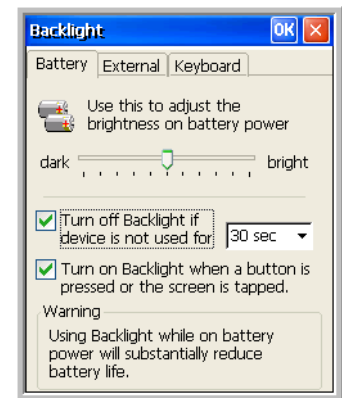 Backlight OK
Battery External Keyboard
Use this to adjust the
brightness on battery power
dark bright
Turn off Backlight if
device is not used for 30 sec
Turn on Backlight when a button is
pressed or the screen is tapped.
Warning
Using Backlight while on battery
power will substantially reduce
battery life.